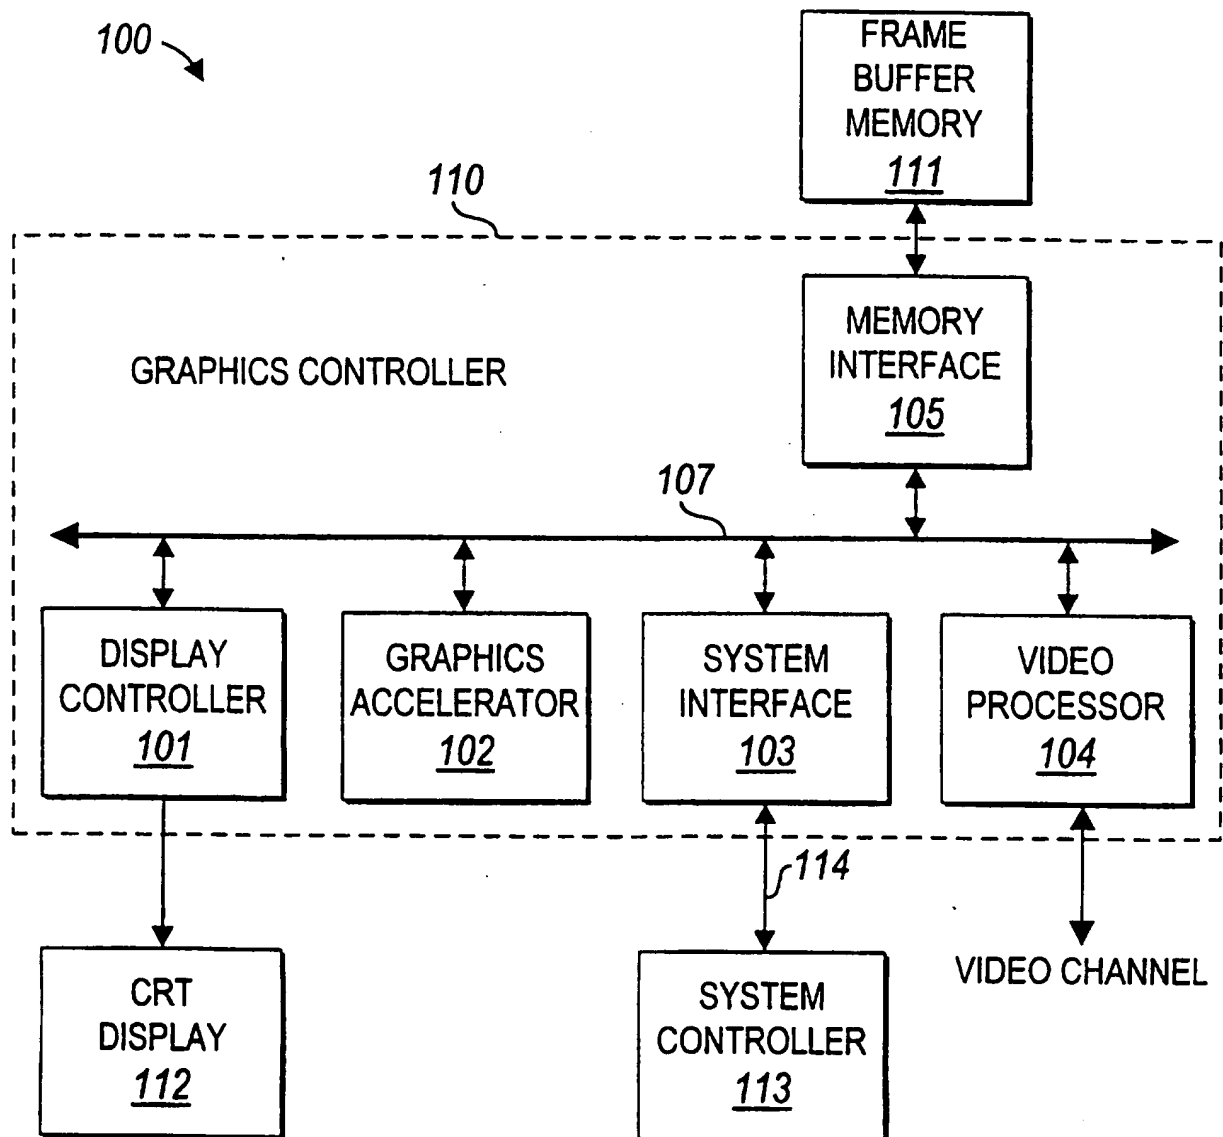 100
FRAME
BUFFER
MEMORY
111
110
GRAPHICS CONTROLLER
MEMORY
INTERFACE
105
107
DISPLAY
CONTROLLER
101
GRAPHICS
ACCELERATOR
102
SYSTEM
INTERFACE
103
VIDEO
PROCESSOR
104
114
CRT
DISPLAY
112
SYSTEM
CONTROLLER
113
VIDEO CHANNEL